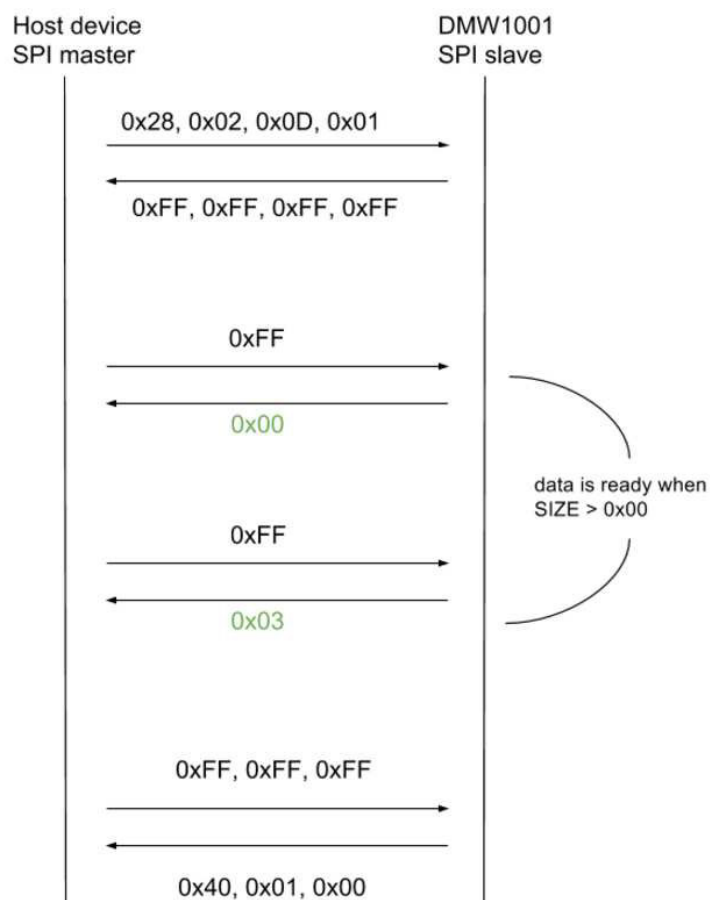 Host device
SPI master
DMW1001
SPI slave
0x28, 0x02, 0x0D, 0x01
0xFF, 0xFF, 0xFF, 0xFF
0xFF
0x00
data is ready when
SIZE > 0x00
0xFF
0x03
0xFF, 0xFF, 0xFF
0x40, 0x01, 0x00